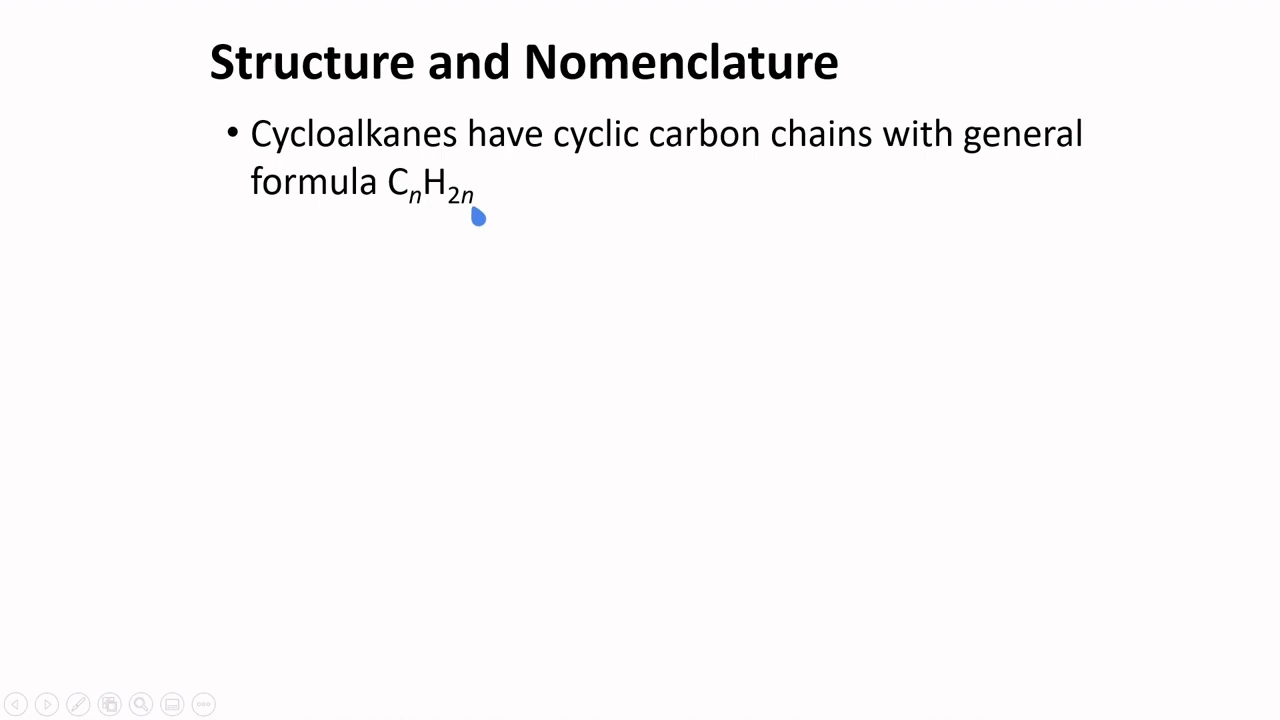 Structure and Nomenclature
• Cycloalkanes have cyclic carbon chains with general
formula CₙH₂ₙ